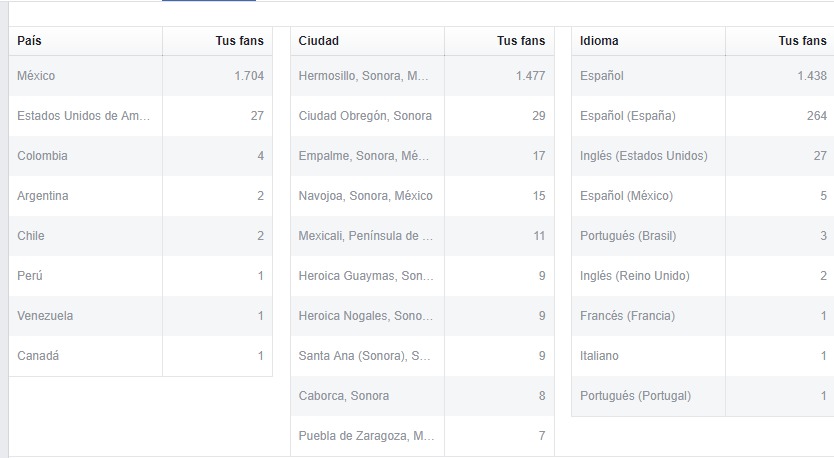 País Tus fans Ciudad Tus fans Idioma Tus fans
México 1.704 Hermosillo, Sonora, M... 1.477 Español 1.438
Estados Unidos de Am... 27 Ciudad Obregón, Sonora 29 Español (España) 264
Colombia 4 Empalme, Sonora, Mé... 17 Inglés (Estados Unidos) 27
Argentina 2 Navojoa, Sonora, México 15 Español (México) 5
Chile 2 Mexicali, Península de ... 11 Portugués (Brasil) 3
Perú 1 Heroica Guaymas, Son... 9 Inglés (Reino Unido) 2
Venezuela 1 Heroica Nogales, Sono... 9 Francés (Francia) 1
Canadá 1 Santa Ana (Sonora), S... 9 Italiano 1
Caborca, Sonora 8 Portugués (Portugal) 1
Puebla de Zaragoza, M... 7